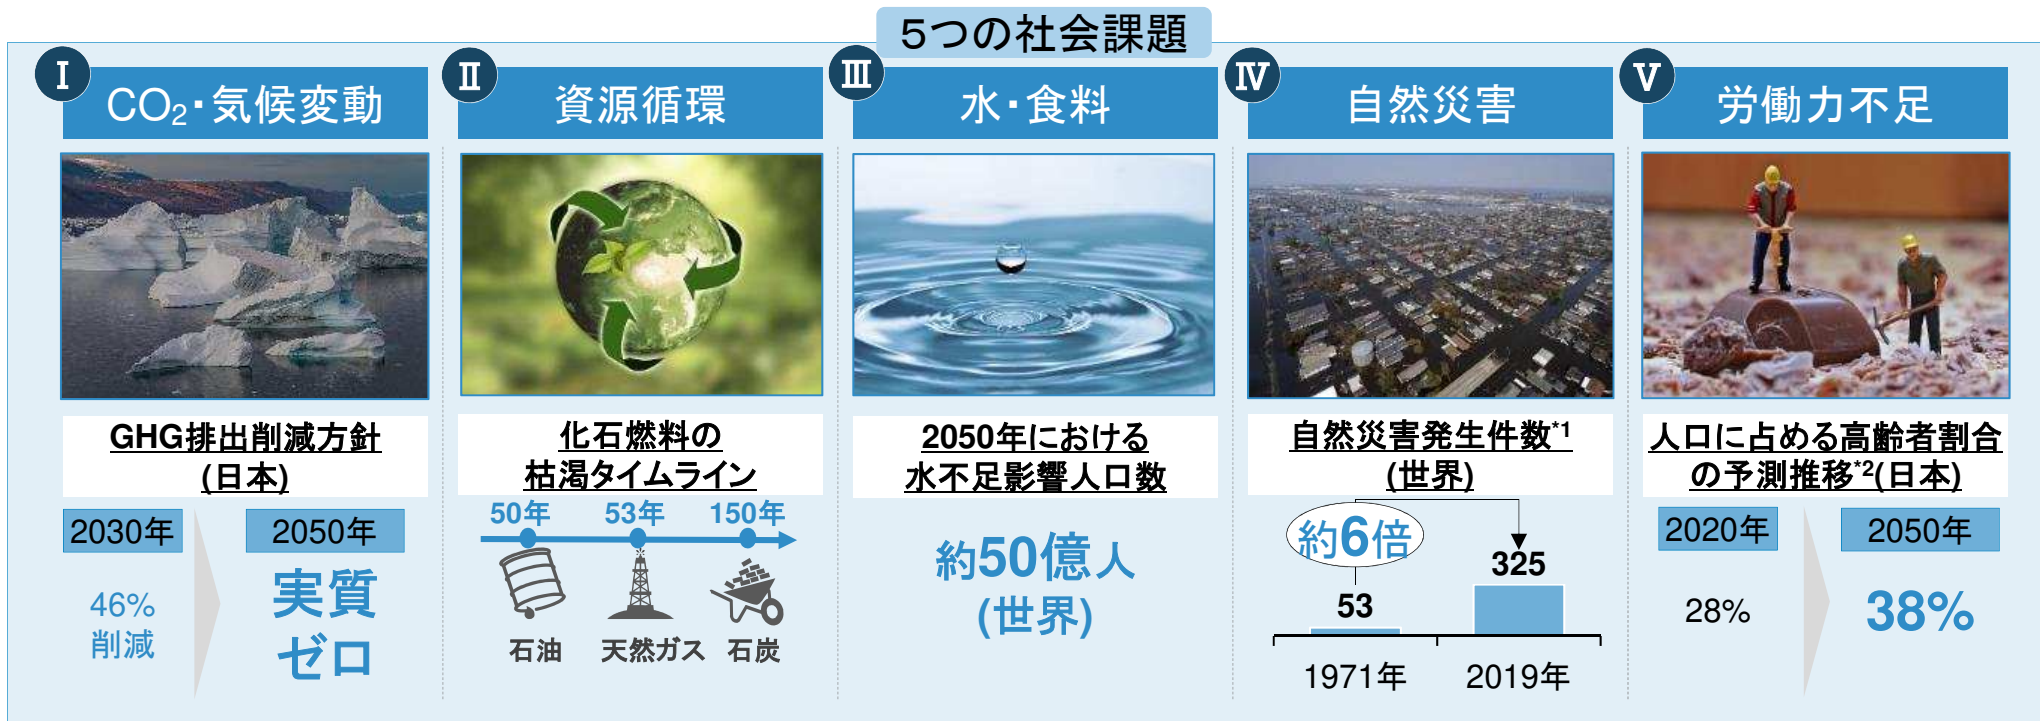 5つの社会課題
Ⅰ
CO₂・気候変動
GHG排出削減方針
(日本)
2030年
2050年
46%
削減
実質
ゼロ
Ⅱ
資源循環
化石燃料の
枯渇タイムライン
50年
53年
150年
石油
天然ガス
石炭
Ⅲ
水・食料
2050年における
水不足影響人口数
約50億人
(世界)
Ⅳ
自然災害
自然災害発生件数*1
(世界)
約6倍
53
325
1971年
2019年
Ⅴ
労働力不足
人口に占める高齢者割合
の予測推移*2(日本)
2020年
2050年
28%
38%